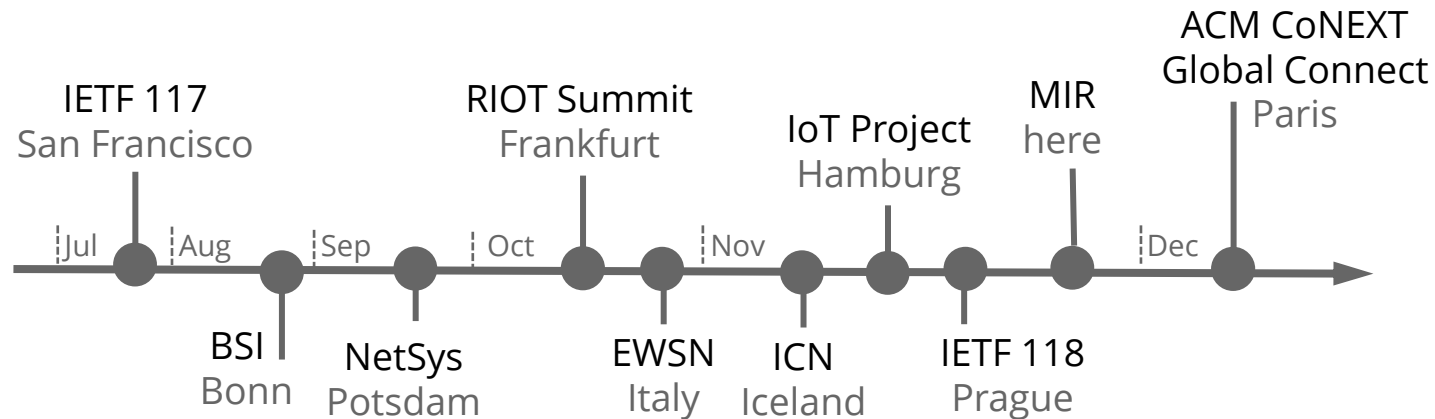 ACM CoNEXT
Global Connect
Paris
IETF 117
San Francisco
RIOT Summit
Frankfurt
IoT Project
Hamburg
MIR
here
Jul
Aug
Sep
Oct
Nov
Dec
BSI
Bonn
NetSys
Potsdam
EWSN
Italy
ICN
Iceland
IETF 118
Prague